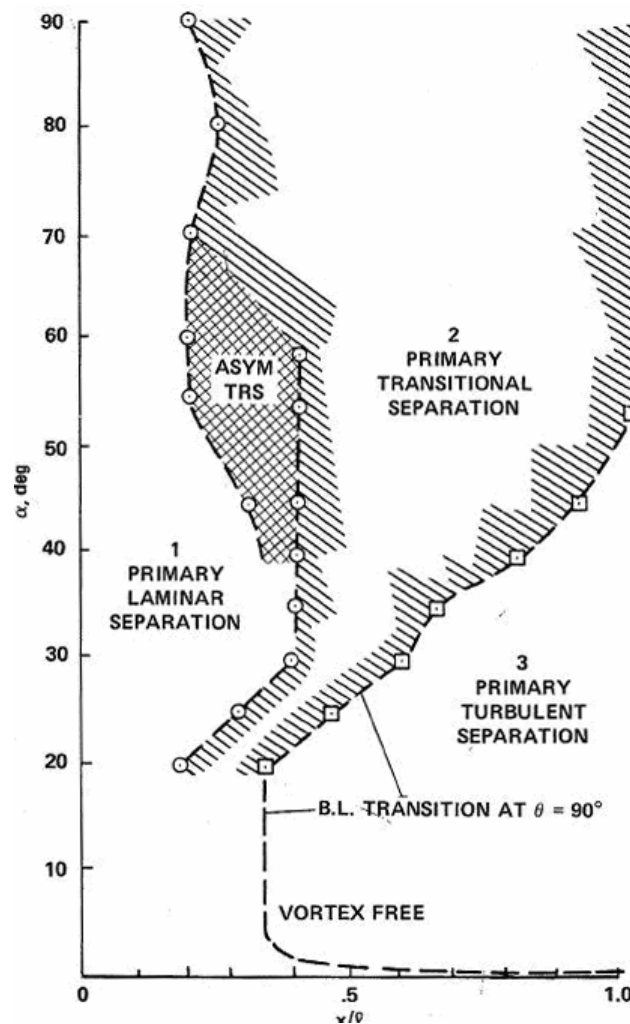 90
80
70
60
50
40
30
20
10
0
.5
1.0
α, deg
x/ℓ
ASYM
TRS
1
PRIMARY
LAMINAR
SEPARATION
2
PRIMARY
TRANSITIONAL
SEPARATION
3
PRIMARY
TURBULENT
SEPARATION
B.L. TRANSITION AT θ = 90°
VORTEX FREE